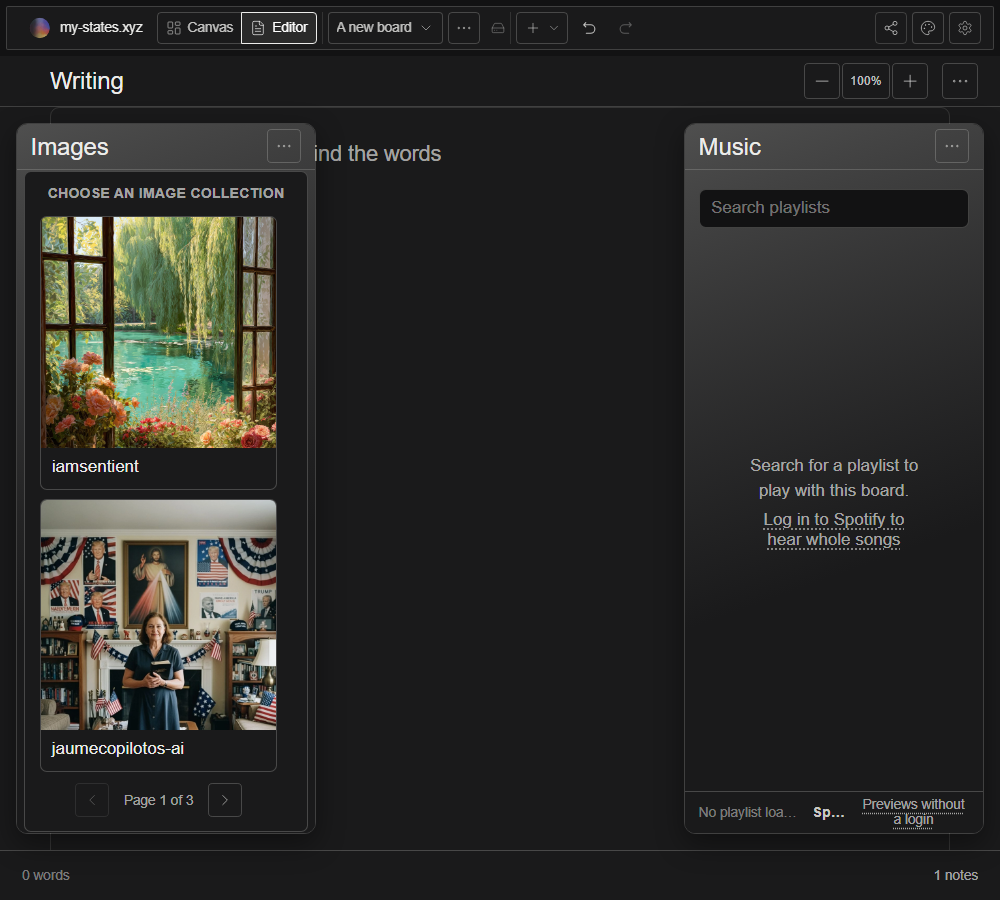 my-states.xyz
Canvas
Editor
A new board
Writing
100%
Images
ind the words
Music
CHOOSE AN IMAGE COLLECTION
Search playlists
iamsentient
Search for a playlist to
play with this board.
Log in to Spotify to
hear whole songs
TRUMP
jaumecopilotos-ai
Page 1 of 3
No playlist loa...
Sp...
Previews without
a login
0 words
1 notes